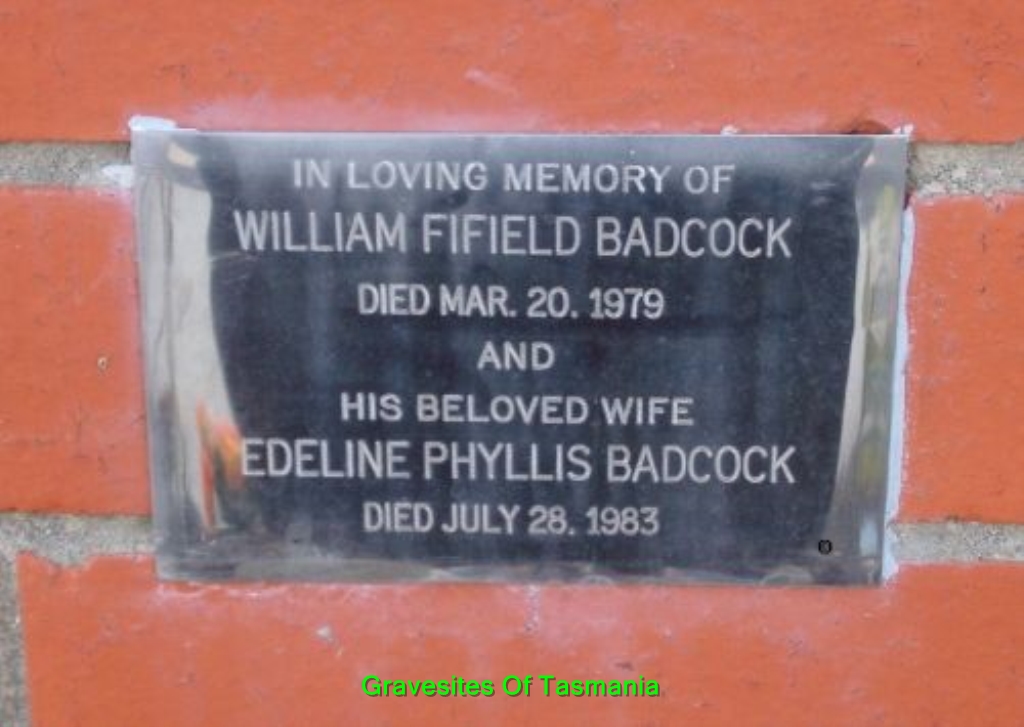 IN LOVING MEMORY OF
WILLIAM FIFIELD BADCOCK
DIED MAR. 20. 1979
AND
HIS BELOVED WIFE
EDELINE PHYLLIS BADCOCK
DIED JULY 28. 1983
Gravesites Of Tasmania